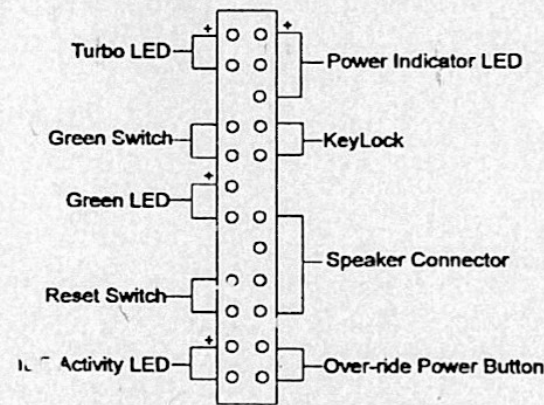 + +
Turbo LED
Power Indicator LED
Green Switch
KeyLock
+
Green LED
Speaker Connector
Reset Switch
+
Activity LED
Over-ride Power Button